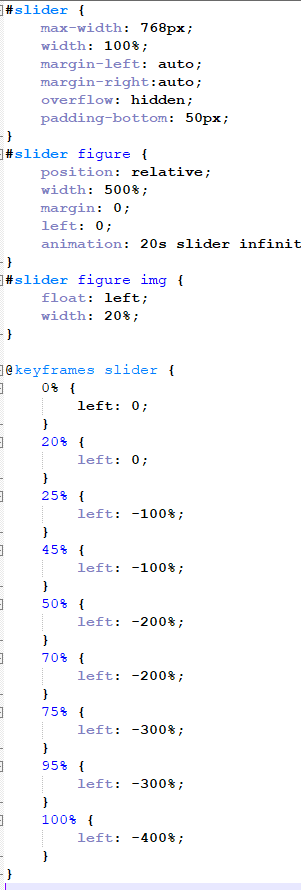 #slider {
    max-width: 768px;
    width: 100%;
    margin-left: auto;
    margin-right:auto;
    overflow: hidden;
    padding-bottom: 50px;
}
#slider figure {
    position: relative;
    width: 500%;
    margin: 0;
    left: 0;
    animation: 20s slider infinit
}
#slider figure img {
    float: left;
    width: 20%;
}

@keyframes slider {
    0% {
        left: 0;
    }
    20% {
        left: 0;
    }
    25% {
        left: -100%;
    }
    45% {
        left: -100%;
    }
    50% {
        left: -200%;
    }
    70% {
        left: -200%;
    }
    75% {
        left: -300%;
    }
    95% {
        left: -300%;
    }
    100% {
        left: -400%;
    }
}